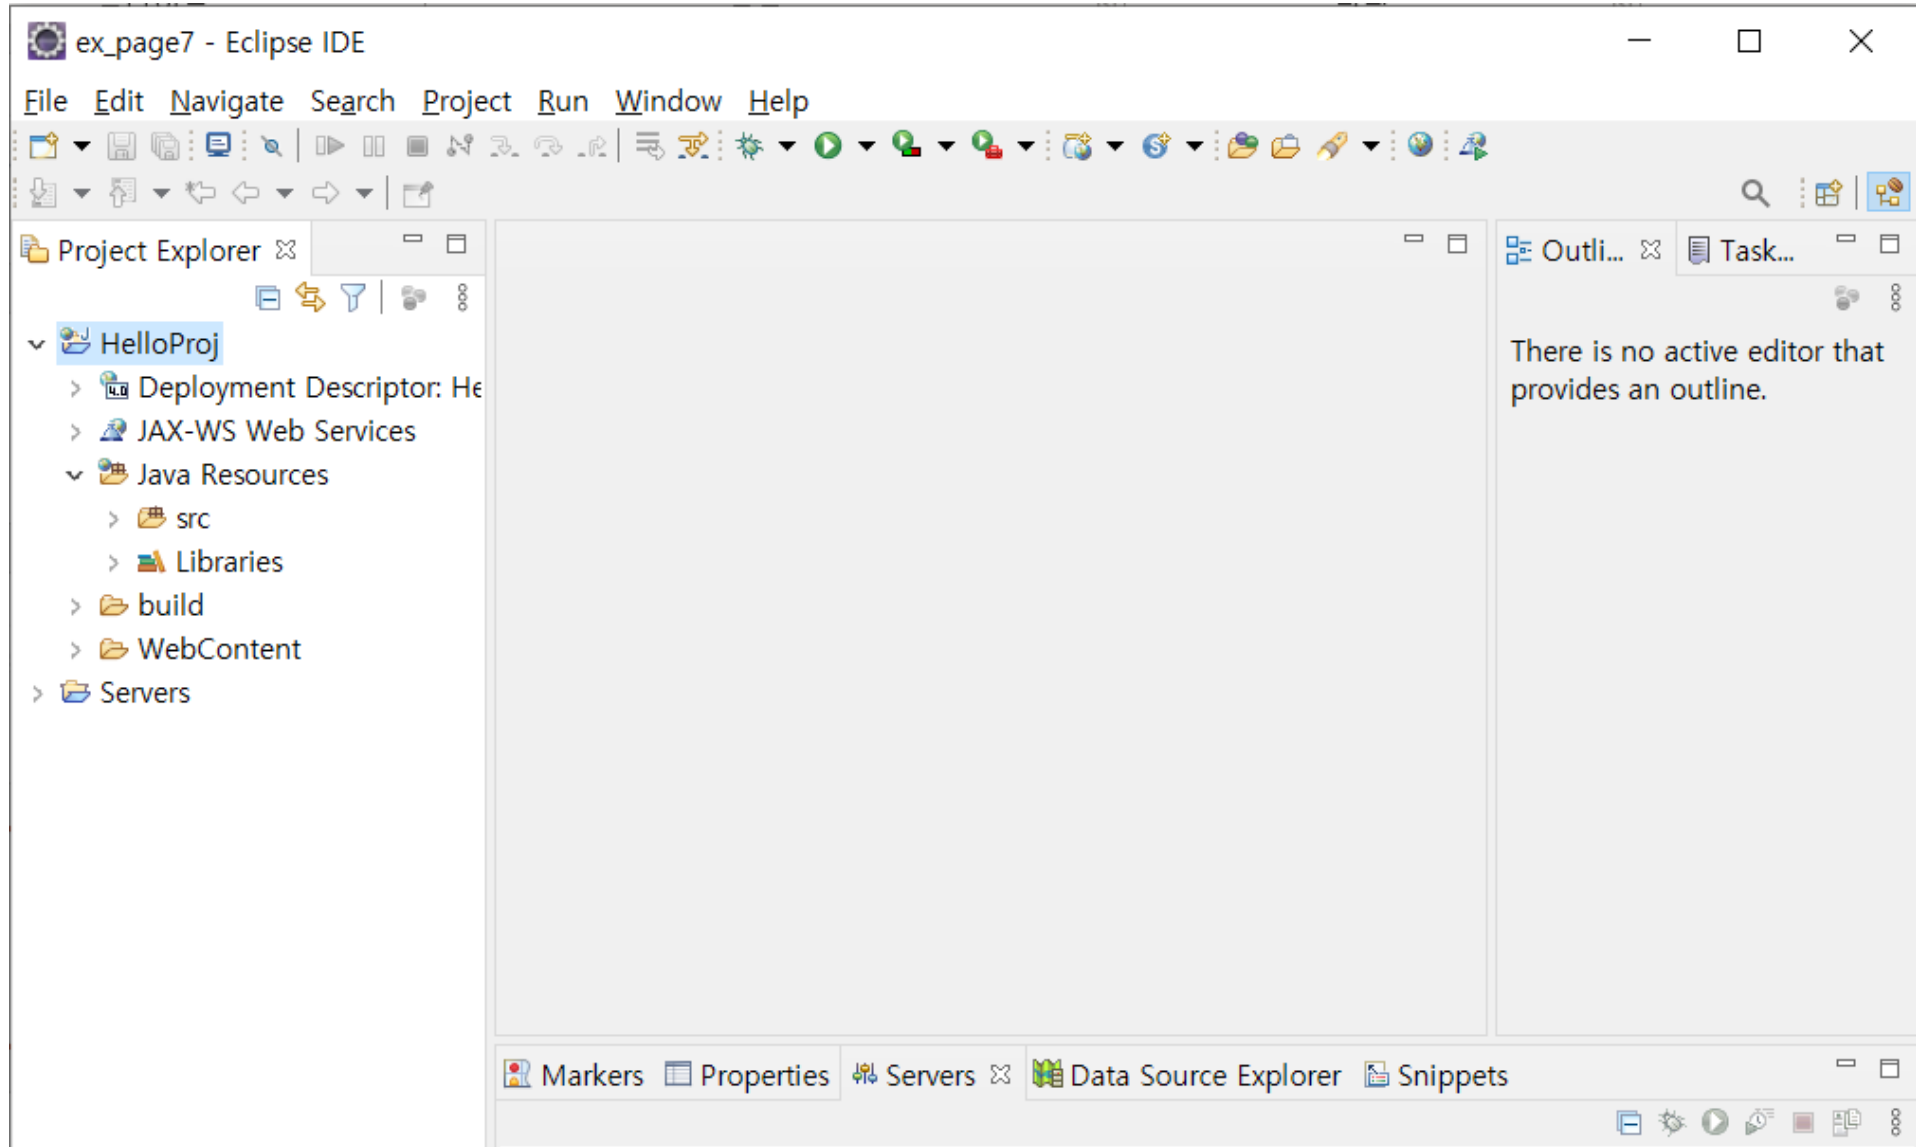 ex_page7 - Eclipse IDE
File Edit Navigate Search Project Run Window Help
Project Explorer
HelloProj
Deployment Descriptor: He
JAX-WS Web Services
Java Resources
src
Libraries
build
WebContent
Servers
Outli... Task...
There is no active editor that
provides an outline.
Markers Properties Servers Data Source Explorer Snippets